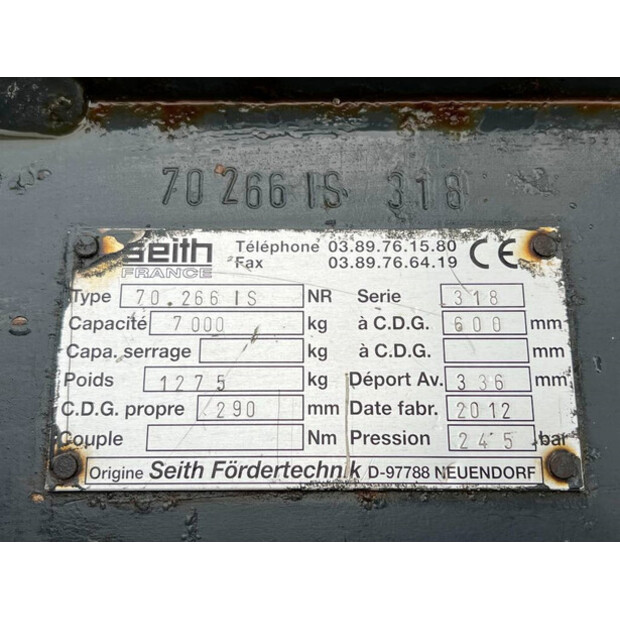 70 266 IS 318
seith Téléphone 03.89.76.15.80 CE
FRANCE Fax 03.89.76.64.19
Type 70.266 IS NR Serie 318
Capacité 7000 kg à C.D.G. 600 mm
Capa. serrage kg à C.D.G. mm
Poids 1275 kg Déport Av. 336 mm
C.D.G. propre 290 mm Date fabr. 2012
Couple Nm Pression 245 bar
Origine Seith Fördertechnik D-97788 NEUENDORF